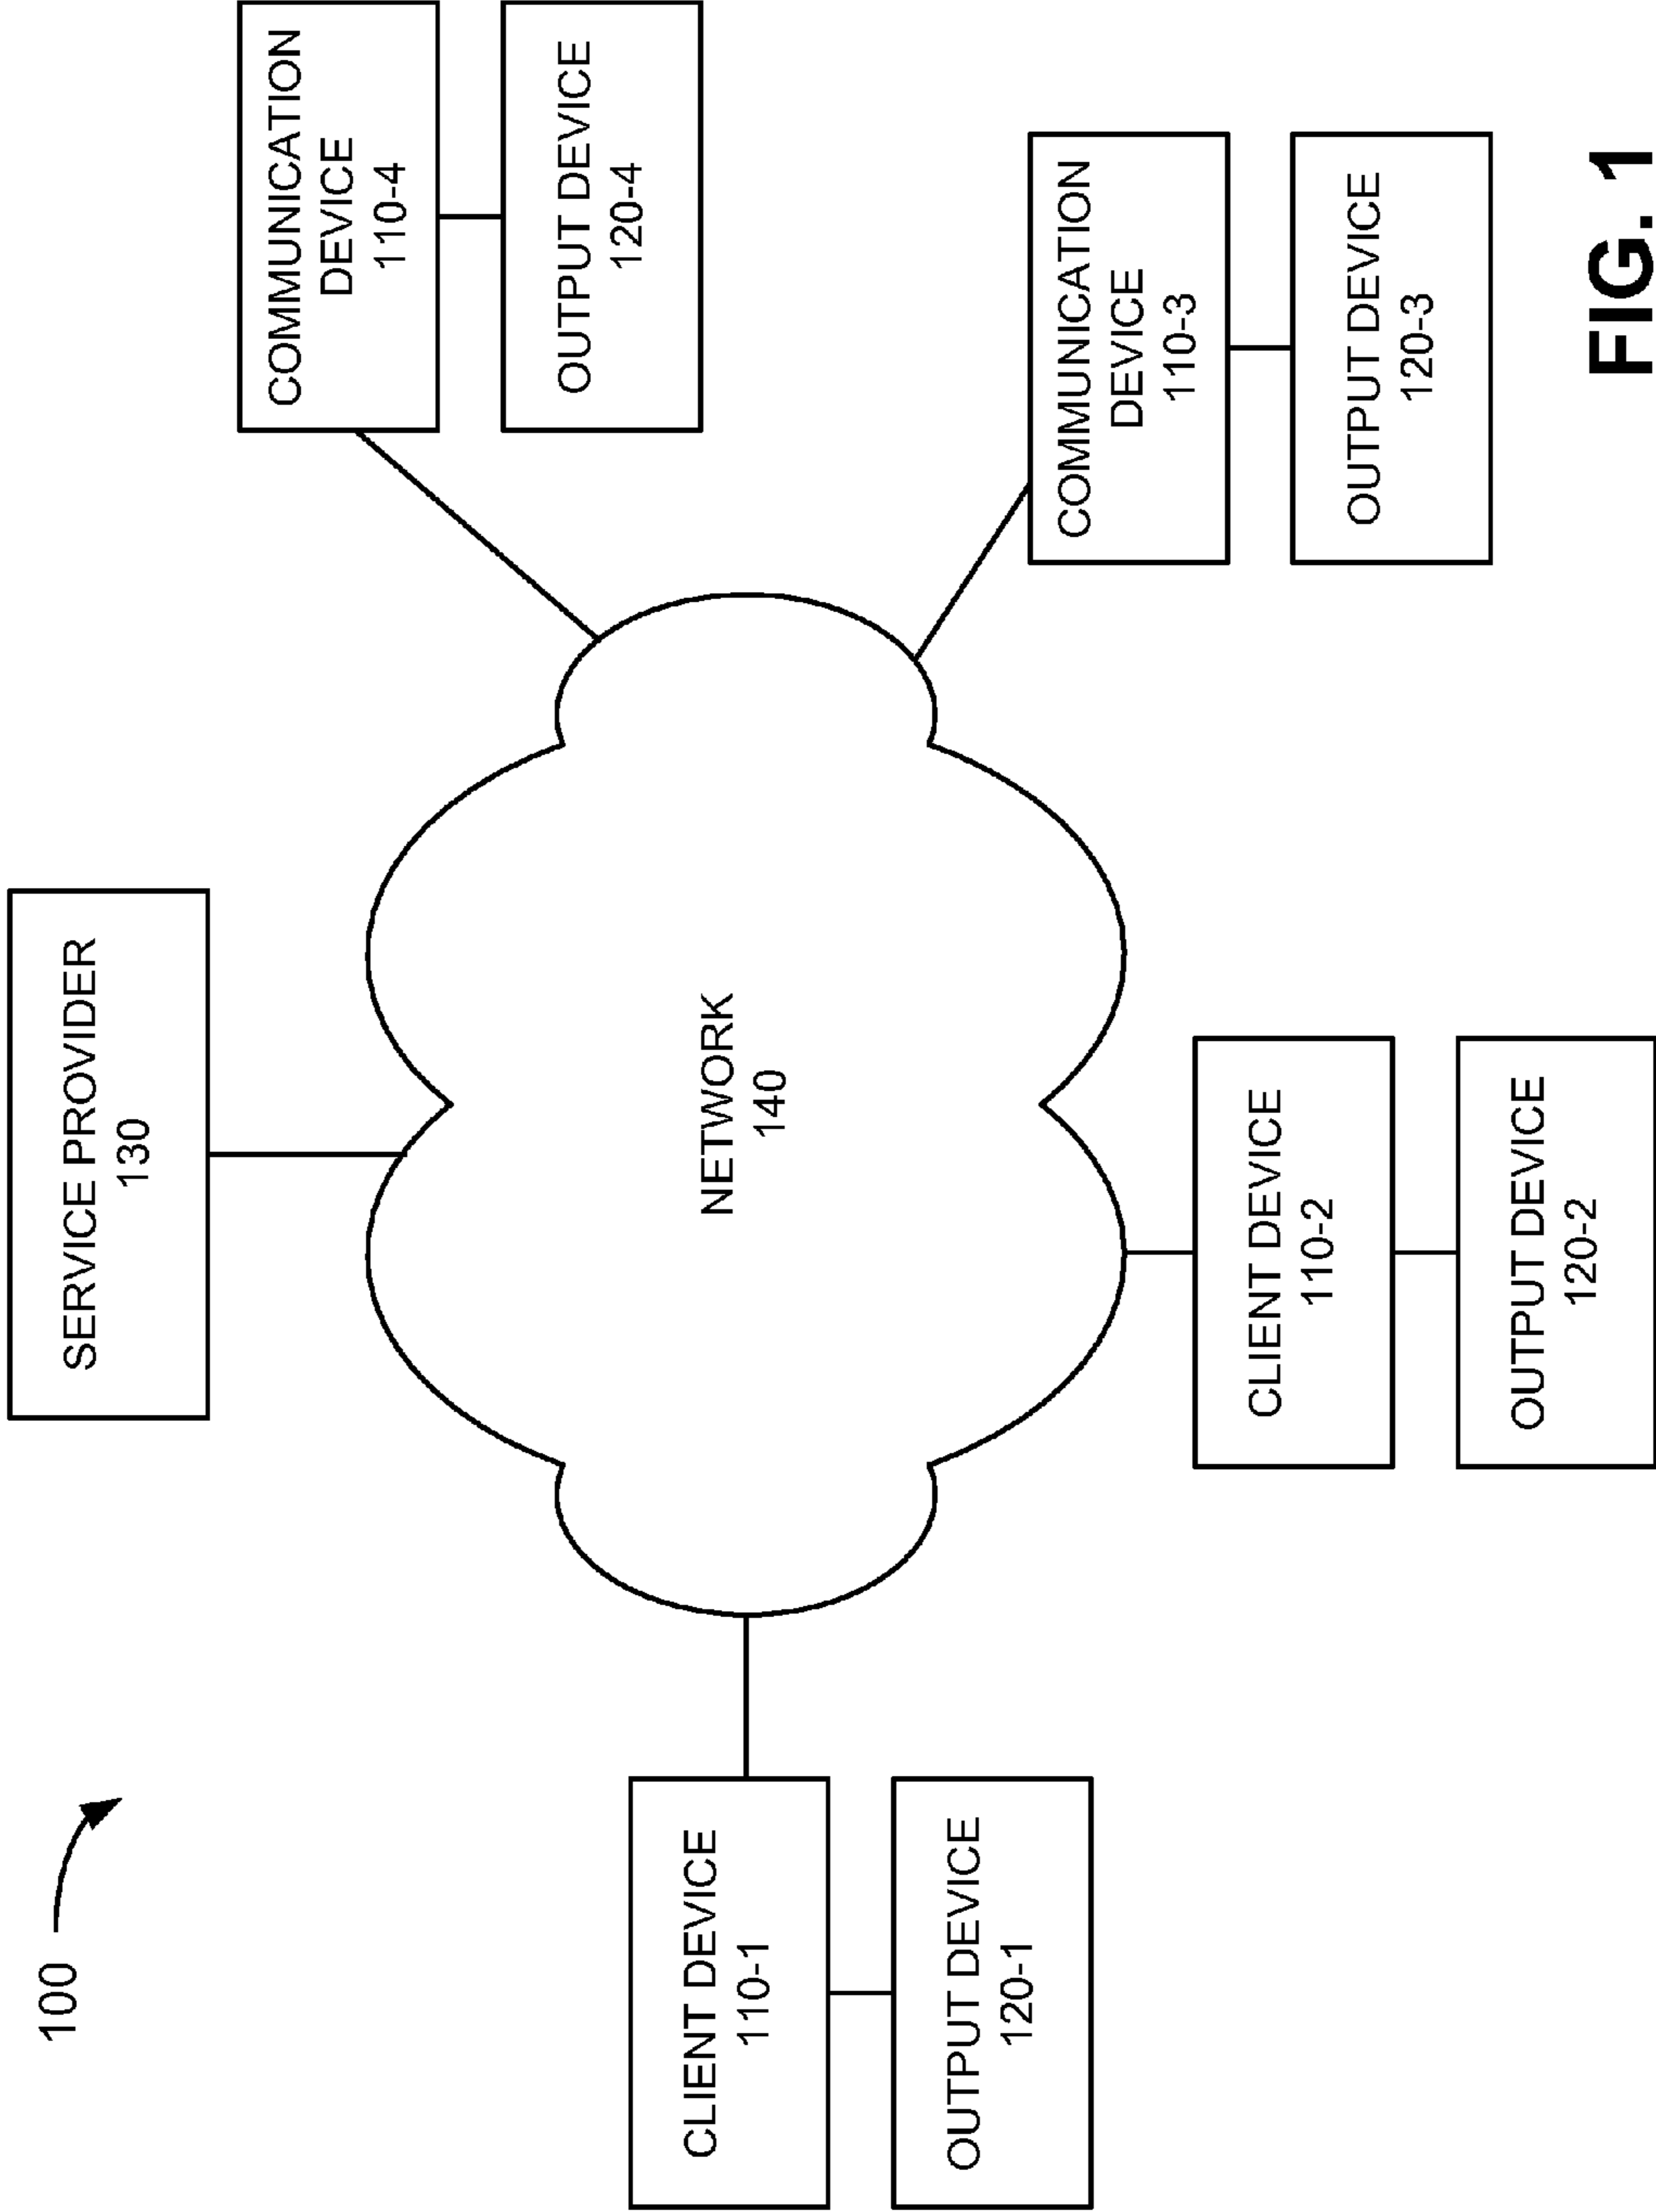 100
SERVICE PROVIDER
130
COMMUNICATION
DEVICE
110-4
OUTPUT DEVICE
120-4
NETWORK
140
CLIENT DEVICE
110-1
OUTPUT DEVICE
120-1
CLIENT DEVICE
110-2
OUTPUT DEVICE
120-2
COMMUNICATION
DEVICE
110-3
OUTPUT DEVICE
120-3
FIG. 1